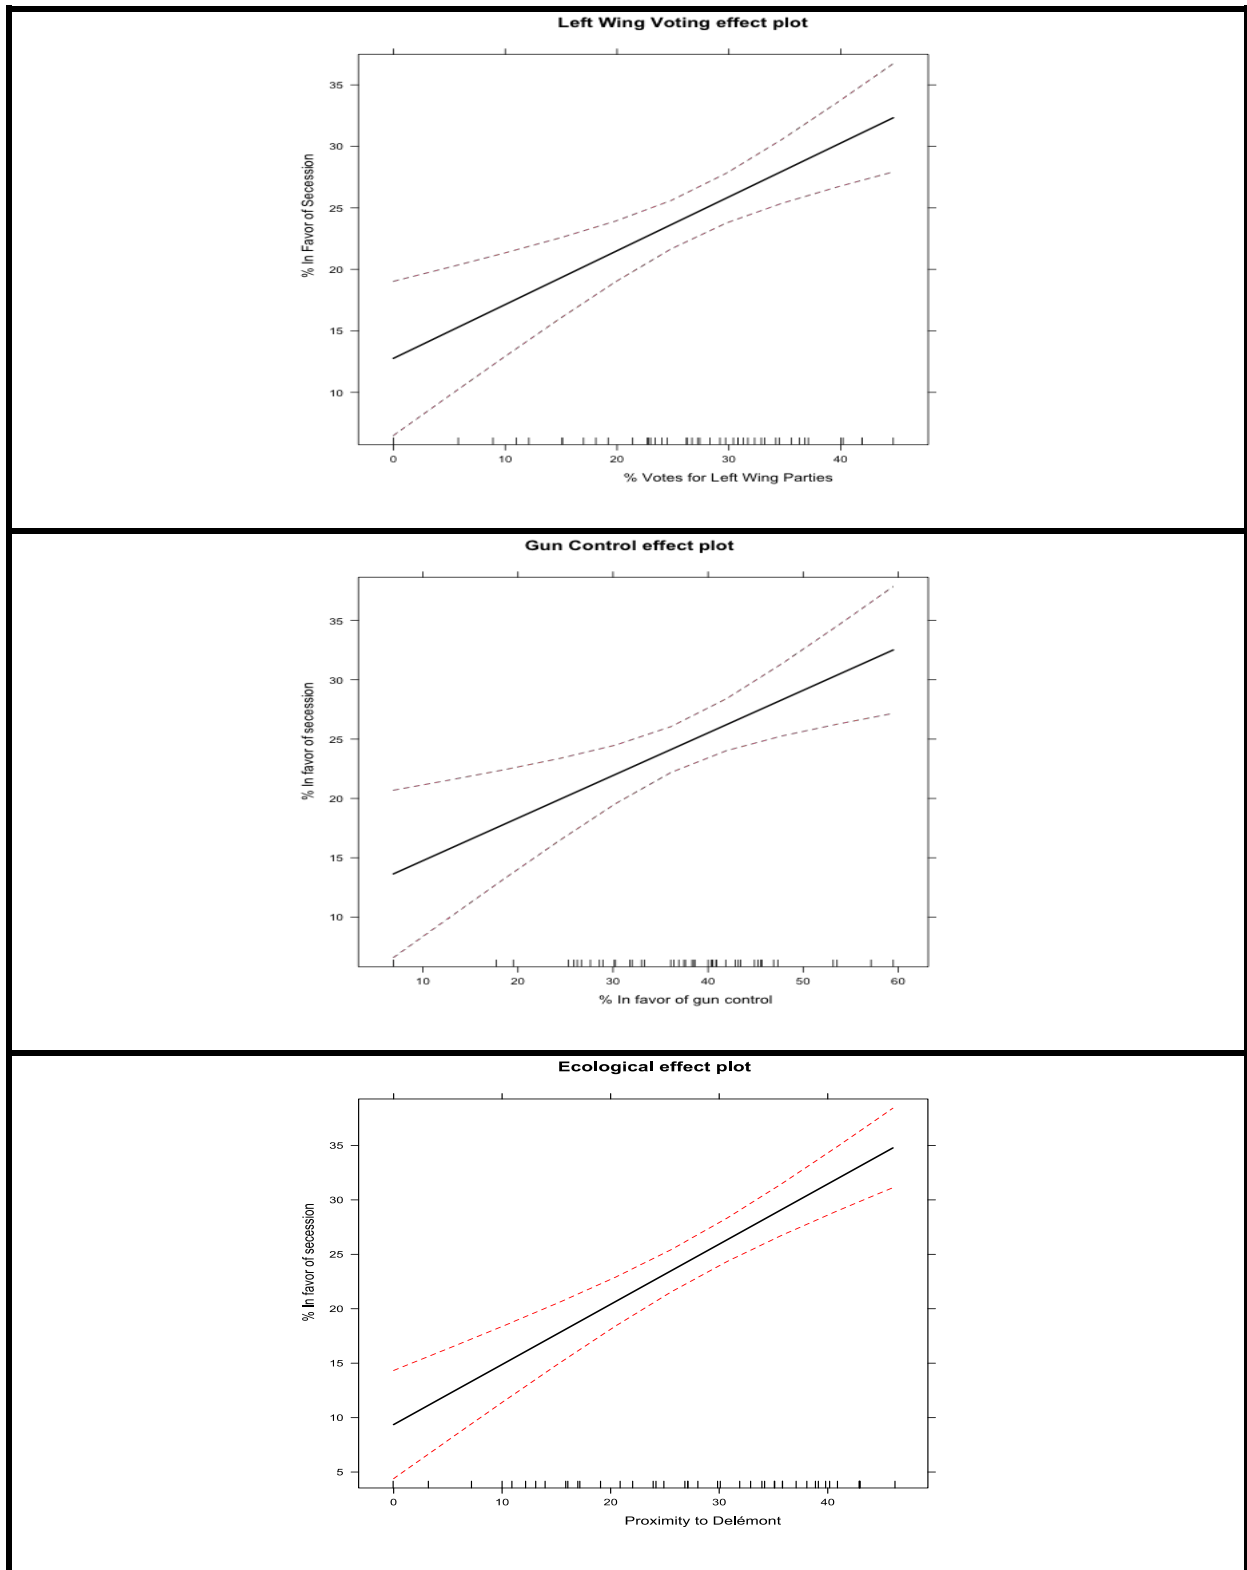 Left Wing Voting effect plot
35
30
25
20
15
10
% In Favor of Secession
0 10 20 30 40
% Votes for Left Wing Parties
Gun Control effect plot
35
30
25
20
15
10
% In favor of secession
10 20 30 40 50 60
% In favor of gun control
Ecological effect plot
35
30
25
20
15
10
5
% In favor of secession
0 10 20 30 40
Proximity to Delémont